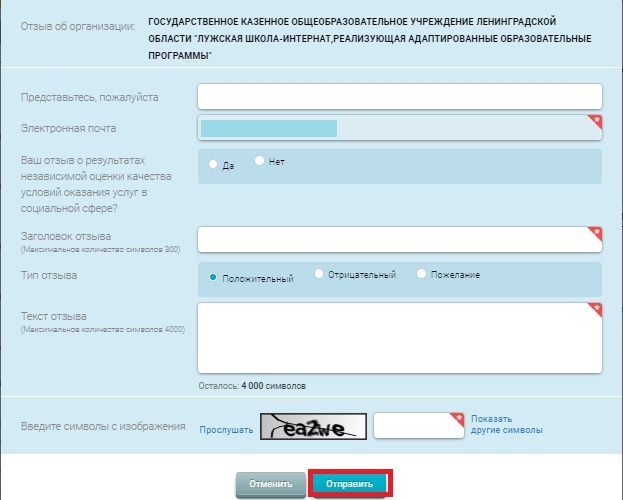 Отзыв об организации:
ГОСУДАРСТВЕННОЕ КАЗЕННОЕ ОБЩЕОБРАЗОВАТЕЛЬНОЕ УЧРЕЖДЕНИЕ ЛЕНИНГРАДСКОЙ
ОБЛАСТИ "ЛУЖСКАЯ ШКОЛА-ИНТЕРНАТ,РЕАЛИЗУЮЩАЯ АДАПТИРОВАННЫЕ ОБРАЗОВАТЕЛЬНЫЕ
ПРОГРАММЫ"
Представьтесь, пожалуйста
Электронная почта
Ваш отзыв о результатах
независимой оценки качества
условий оказания услуг в
социальной сфере?
Да Нет
Заголовок отзыва
(Максимальное количество символов 300)
Тип отзыва
Положительный Отрицательный Пожелание
Текст отзыва
(Максимальное количество символов 4000)
Осталось: 4 000 символов
Введите символы с изображения
Прослушать
ea2we
Показать
другие символы
Отменить Отправить